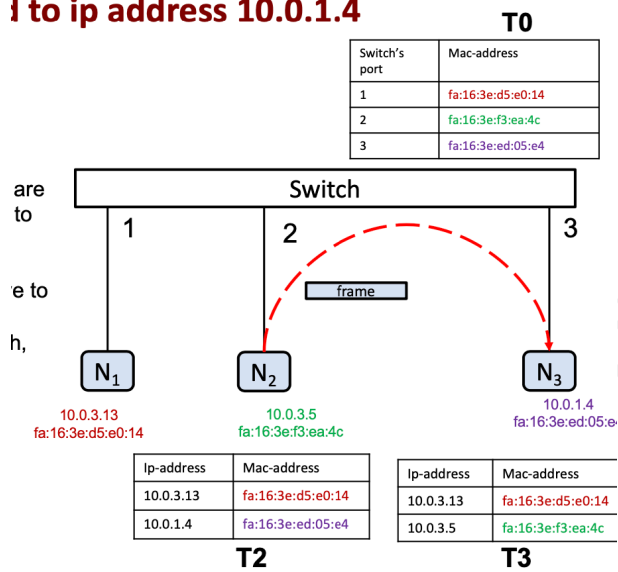 d to ip address 10.0.1.4
T0
Switch's port Mac-address
1 fa:16:3e:d5:e0:14
2 fa:16:3e:f3:ea:4c
3 fa:16:3e:ed:05:e4
are
to
Switch
1 2 3
e to
frame
h,
N1 N2 N3
10.0.3.13
fa:16:3e:d5:e0:14
10.0.3.5
fa:16:3e:f3:ea:4c
10.0.1.4
fa:16:3e:ed:05:e4
Ip-address Mac-address
10.0.3.13 fa:16:3e:d5:e0:14
10.0.1.4 fa:16:3e:ed:05:e4
T2
Ip-address Mac-address
10.0.3.13 fa:16:3e:d5:e0:14
10.0.3.5 fa:16:3e:f3:ea:4c
T3